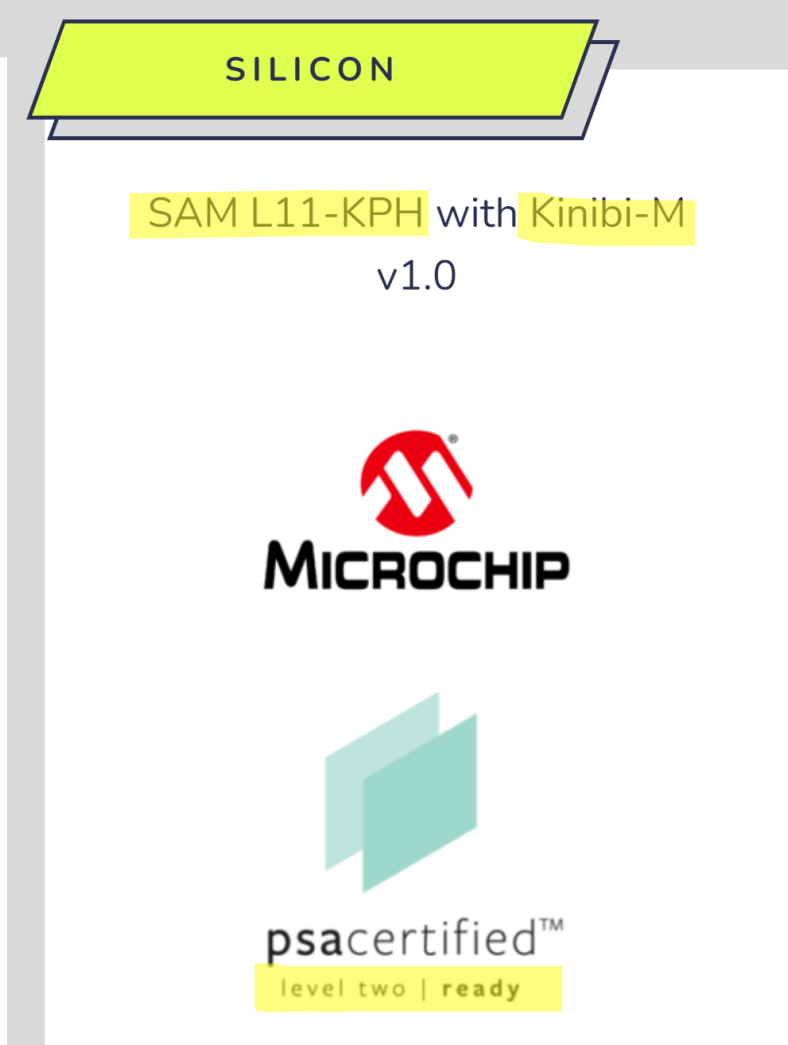 SILICON
SAM L11-KPH with Kinibi-M
v1.0
®
MICROCHIP
psacertified™
level two | ready